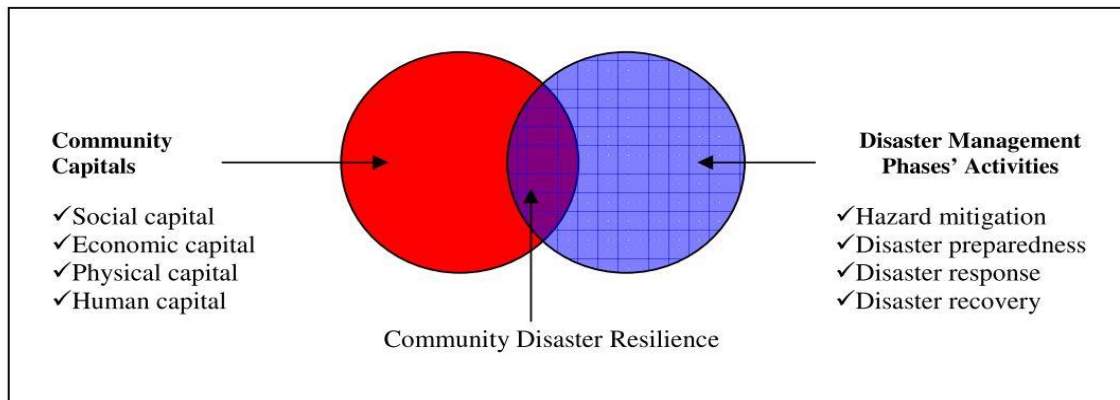 Community
Capitals
✓Social capital
✓Economic capital
✓Physical capital
✓Human capital
Disaster Management
Phases' Activities
✓Hazard mitigation
✓Disaster preparedness
✓Disaster response
✓Disaster recovery
Community Disaster Resilience